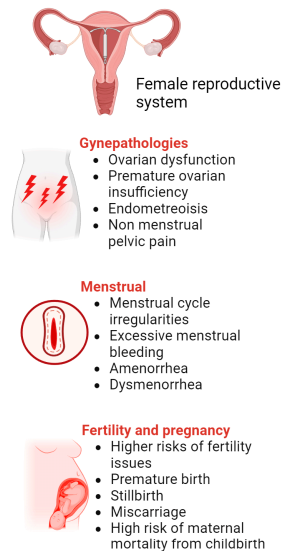 Female reproductive
system
Gynepathologies
• Ovarian dysfunction
• Premature ovarian
insufficiency
• Endometreoisis
• Non menstrual
pelvic pain
Menstrual
• Menstrual cycle
irregularities
• Excessive menstrual
bleeding
• Amenorrhea
• Dysmenorrhea
Fertility and pregnancy
• Higher risks of fertility
issues
• Premature birth
• Stillbirth
• Miscarriage
• High risk of maternal
mortality from childbirth